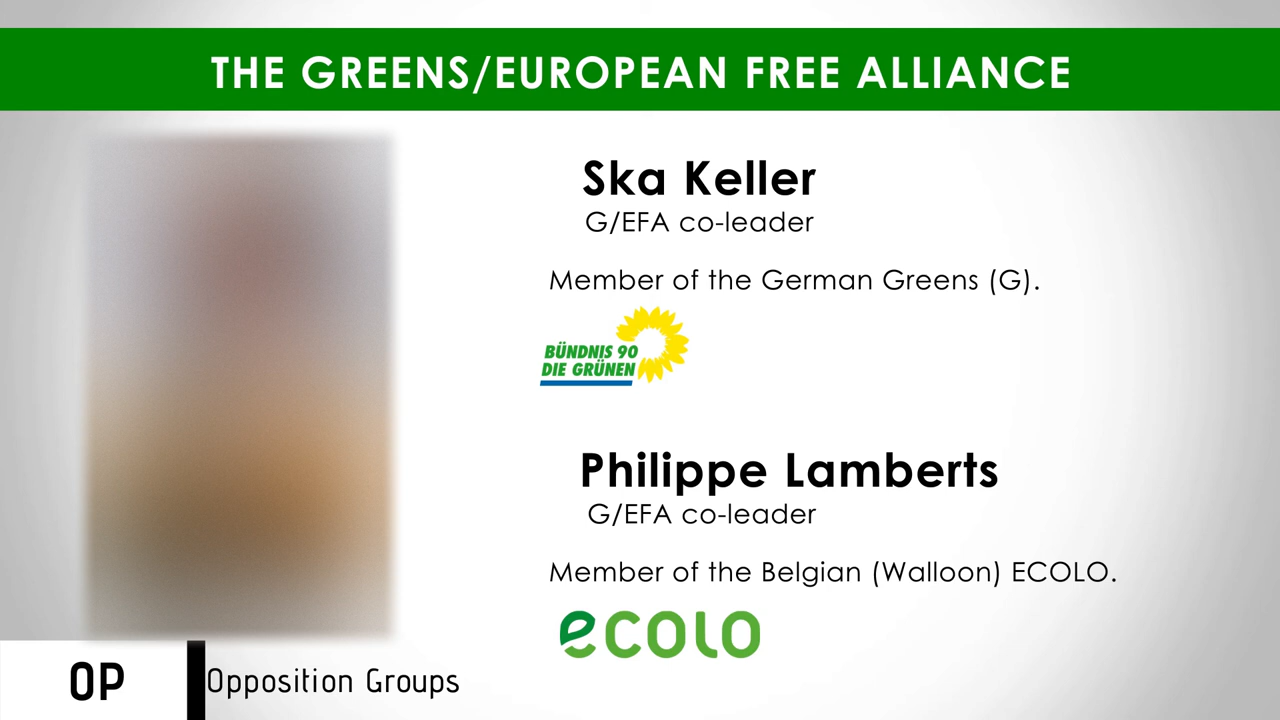 THE GREENS/EUROPEAN FREE ALLIANCE
Ska Keller
G/EFA co-leader
Member of the German Greens (G).
BÜNDNIS 90
DIE GRÜNEN
Philippe Lamberts
G/EFA co-leader
Member of the Belgian (Walloon) ECOLO.
ecolo
OP
Opposition Groups